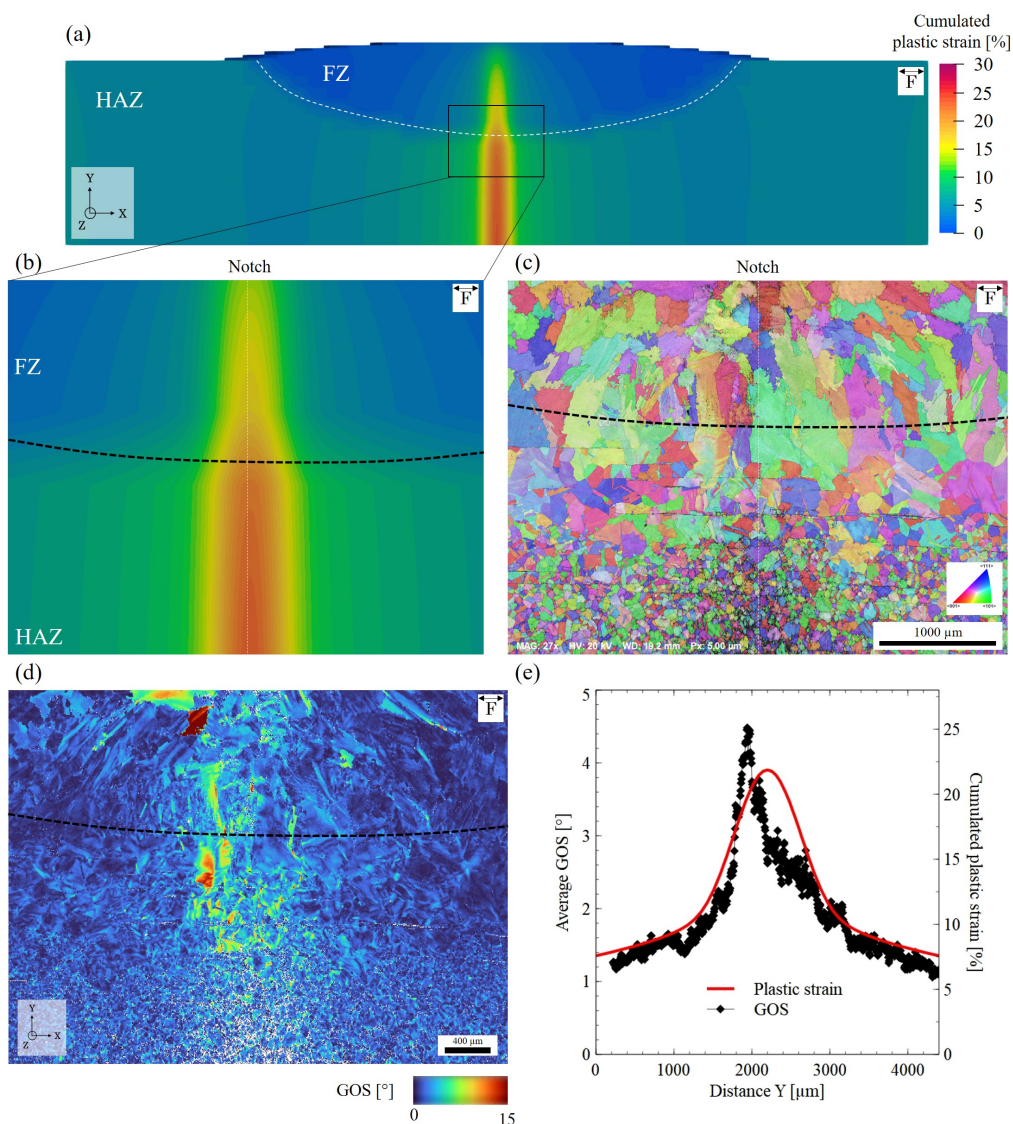 (a)
Cumulated
plastic strain [%]
FZ
HAZ
F
30
25
20
15
10
5
0
Y
X
Z
(b)
Notch
F
FZ
HAZ
(c)
Notch
F
<111>
<001>
<101>
1000 µm
MAG: 27x HV: 20 kV WD: 19,2 mm Px: 5,00 µm
(d)
F
Y
X
Z
400 µm
GOS [°]
0
15
(e)
5
4
3
2
1
0
Average GOS [°]
25
20
15
10
5
0
Cumulated plastic strain [%]
Plastic strain
GOS
0
1000
2000
3000
4000
Distance Y [µm]